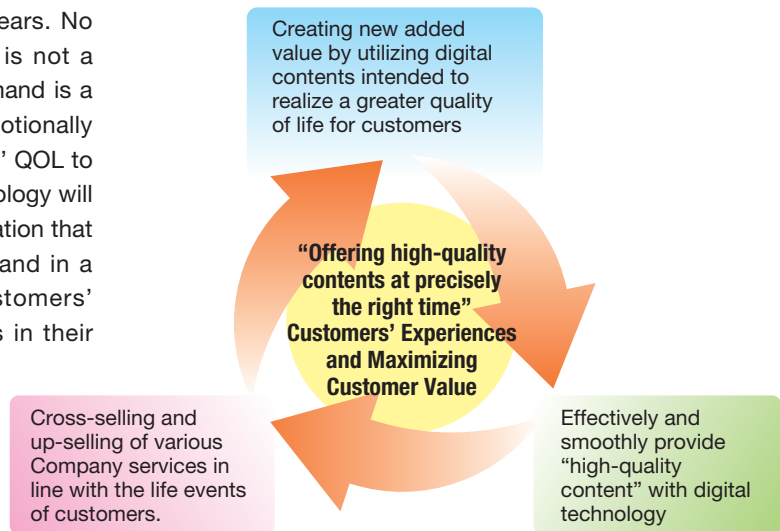 ears. No
is not a
nand is a
otionally
’ QOL to
ology will
ation that
and in a
stomers’
s in their
Creating new added
value by utilizing digital
contents intended to
realize a greater quality
of life for customers
“Offering high-quality
contents at precisely
the right time”
Customers’ Experiences
and Maximizing
Customer Value
Cross-selling and
up-selling of various
Company services in
line with the life events
of customers.
Effectively and
smoothly provide
“high-quality
content” with digital
technology